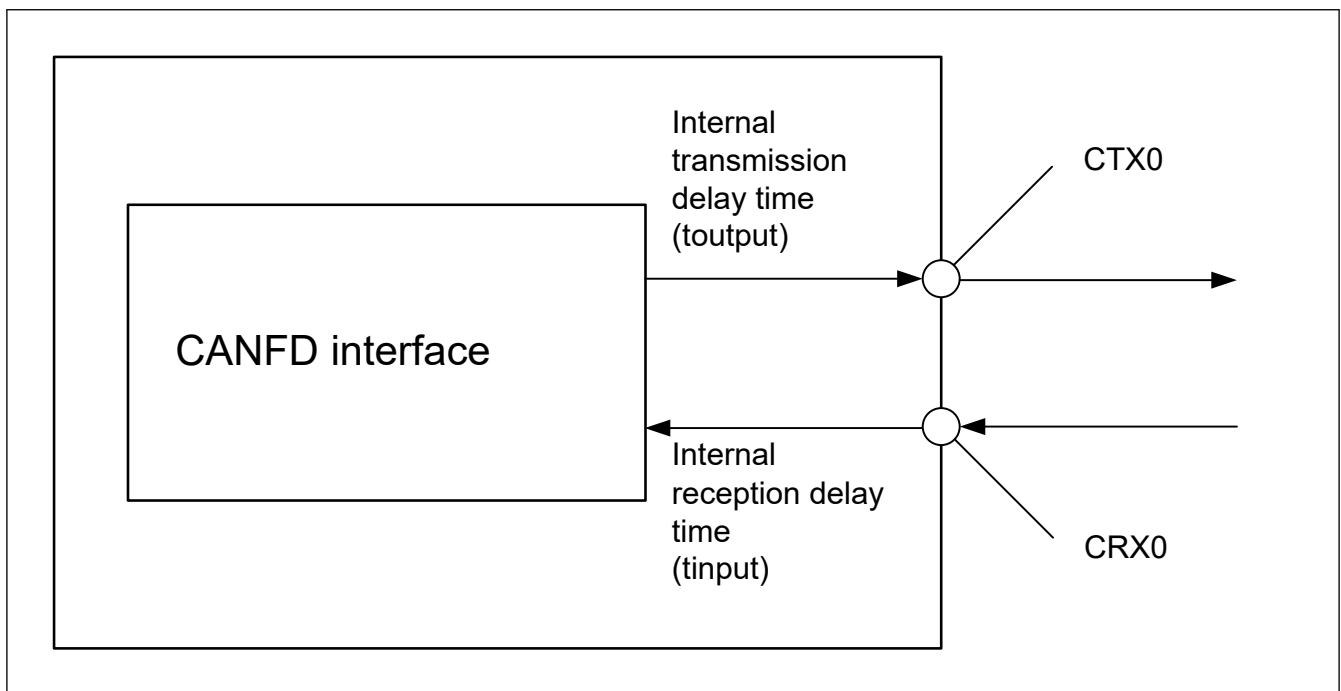 Internal
transmission
delay time
(toutput)
CTX0
CANFD interface
Internal
reception delay
time
(tinput)
CRX0